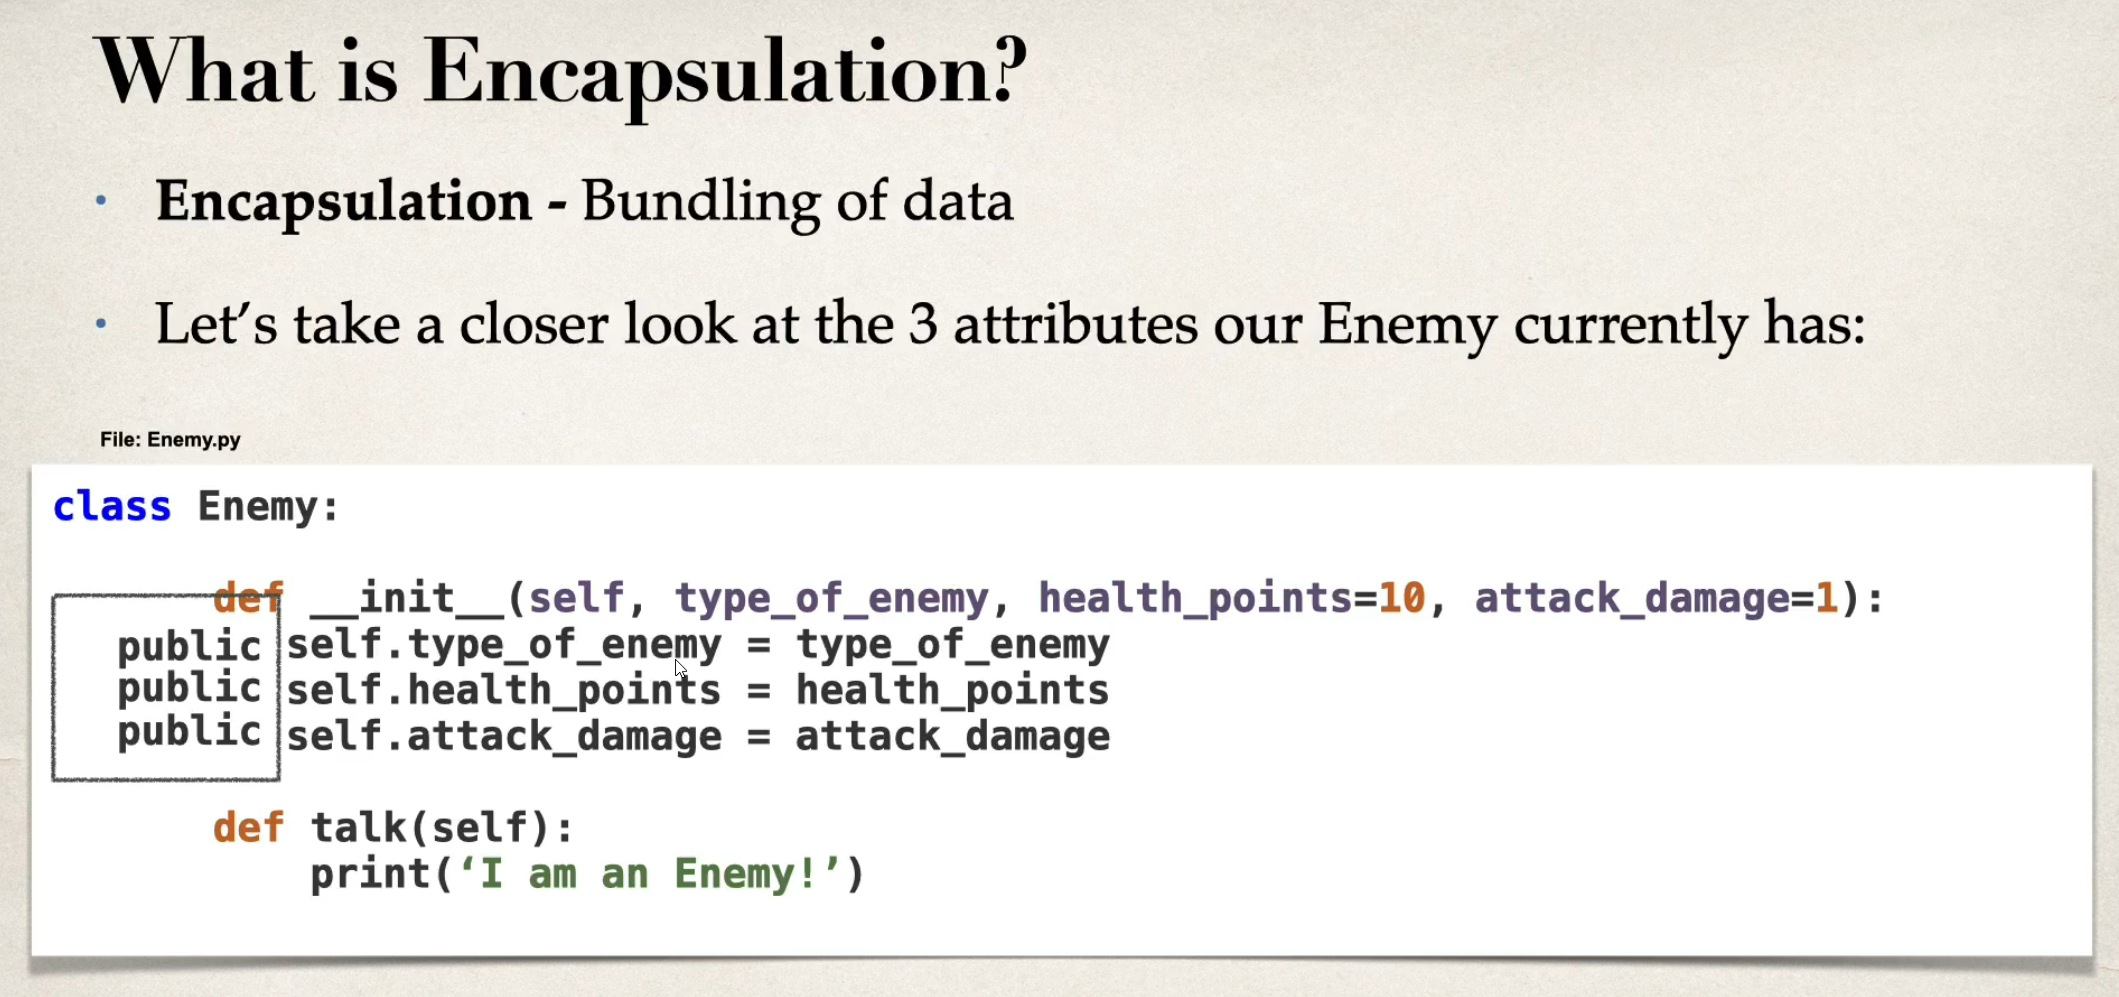 What is Encapsulation?
• Encapsulation - Bundling of data
• Let’s take a closer look at the 3 attributes our Enemy currently has:
File: Enemy.py
class Enemy:
def __init__(self, type_of_enemy, health_points=10, attack_damage=1):
public self.type_of_enemy = type_of_enemy
public self.health_points = health_points
public self.attack_damage = attack_damage
def talk(self):
print(‘I am an Enemy!’)